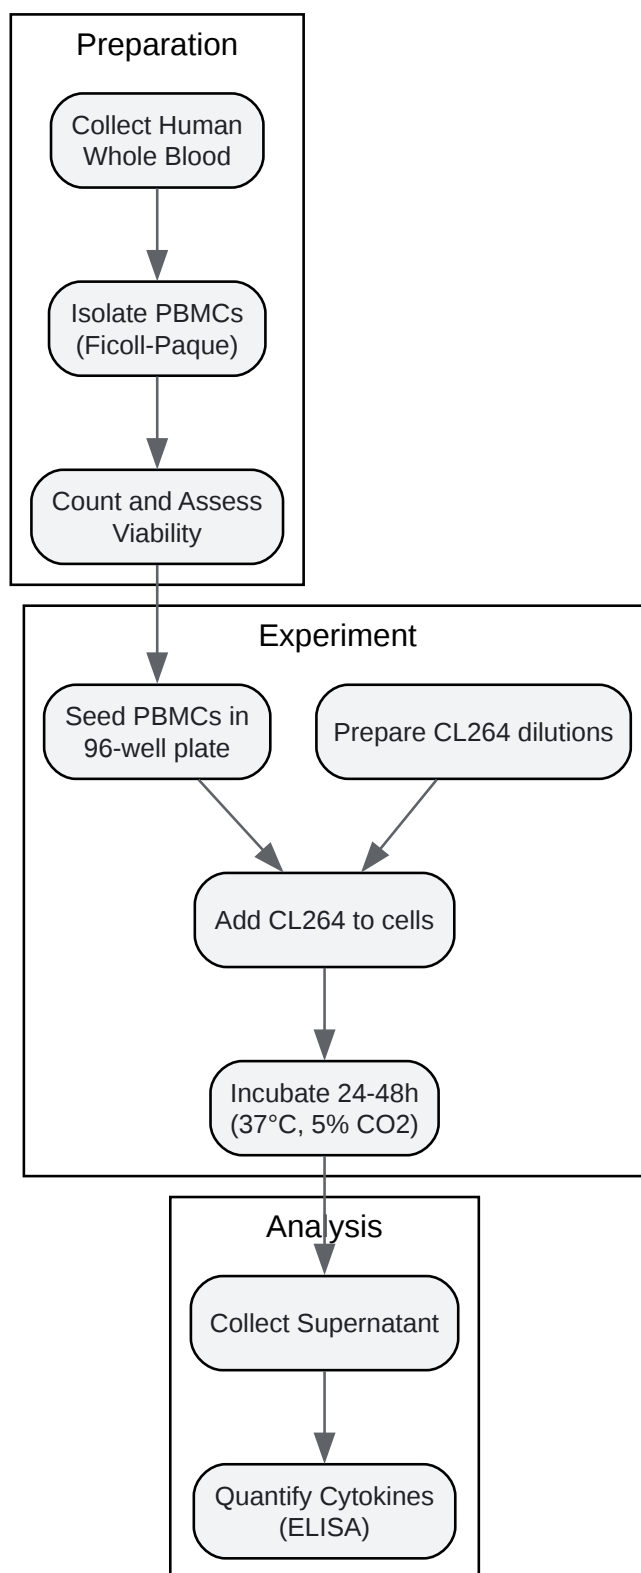 Preparation
Collect Human
Whole Blood
Isolate PBMCs
(Ficoll-Paque)
Count and Assess
Viability
Experiment
Seed PBMCs in
96-well plate
Prepare CL264 dilutions
Add CL264 to cells
Incubate 24-48h
(37°C, 5% CO2)
Analysis
Collect Supernatant
Quantify Cytokines
(ELISA)